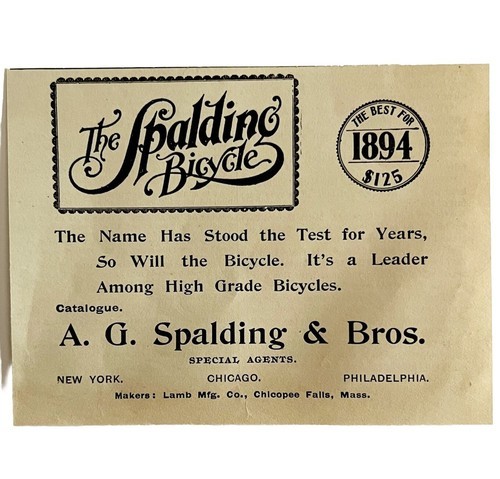 The Spalding
Bicycle
THE BEST FOR
1894
$125
The Name Has Stood the Test for Years,
So Will the Bicycle. It's a Leader
Among High Grade Bicycles.
Catalogue.
A. G. Spalding & Bros.
SPECIAL AGENTS.
NEW YORK. CHICAGO. PHILADELPHIA.
Makers: Lamb Mfg. Co., Chicopee Falls, Mass.